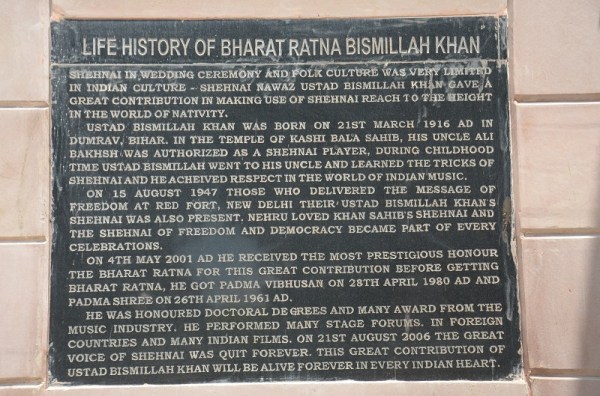 LIFE HISTORY OF BHARAT RATNA BISMILLAH KHAN
SHEHNAI IN WEDDING CEREMONY AND FOLK CULTURE WAS VERY LIMITED
IN INDIAN CULTURE - SHEHNAI NAWAZ USTAD BISMILLAH KHAN GAVE A
GREAT CONTRIBUTION IN MAKING USE OF SHEHNAI REACH TO THE HEIGHT
IN THE WORLD OF NATIVITY.
USTAD BISMILLAH KHAN WAS BORN ON 21ST MARCH 1916 AD IN
DUMRAV, BIHAR. IN THE TEMPLE OF KASHI BALA SAHIB, HIS UNCLE ALI
BAKHSH WAS AUTHORIZED AS A SHEHNAI PLAYER, DURING CHILDHOOD
TIME USTAD BISMILLAH WENT TO HIS UNCLE AND LEARNED THE TRICKS OF
SHEHNAI AND HE ACHEIVED RESPECT IN THE WORLD OF INDIAN MUSIC.
ON 15 AUGUST 1947 THOSE WHO DELIVERED THE MESSAGE OF
FREEDOM AT RED FORT, NEW DELHI THEIR USTAD BISMILLAH KHAN'S
SHEHNAI WAS ALSO PRESENT. NEHRU LOVED KHAN SAHIB'S SHEHNAI AND
THE SHEHNAI OF FREEDOM AND DEMOCRACY BECAME PART OF EVERY
CELEBRATIONS.
ON 4TH MAY 2001 AD HE RECEIVED THE MOST PRESTIGIOUS HONOUR
THE BHARAT RATNA FOR THIS GREAT CONTRIBUTION BEFORE GETTING
BHARAT RATNA, HE GOT PADMA VIBHUSAN ON 28TH APRIL 1980 AD AND
PADMA SHREE ON 26TH APRIL 1961 AD.
HE WAS HONOURED DOCTORAL DEGREES AND MANY AWARD FROM THE
MUSIC INDUSTRY. HE PERFORMED MANY STAGE FORUMS. IN FOREIGN
COUNTRIES AND MANY INDIAN FILMS. ON 21ST AUGUST 2006 THE GREAT
VOICE OF SHEHNAI WAS QUIT FOREVER. THIS GREAT CONTRIBUTION OF
USTAD BISMILLAH KHAN WILL BE ALIVE FOREVER IN EVERY INDIAN HEART.